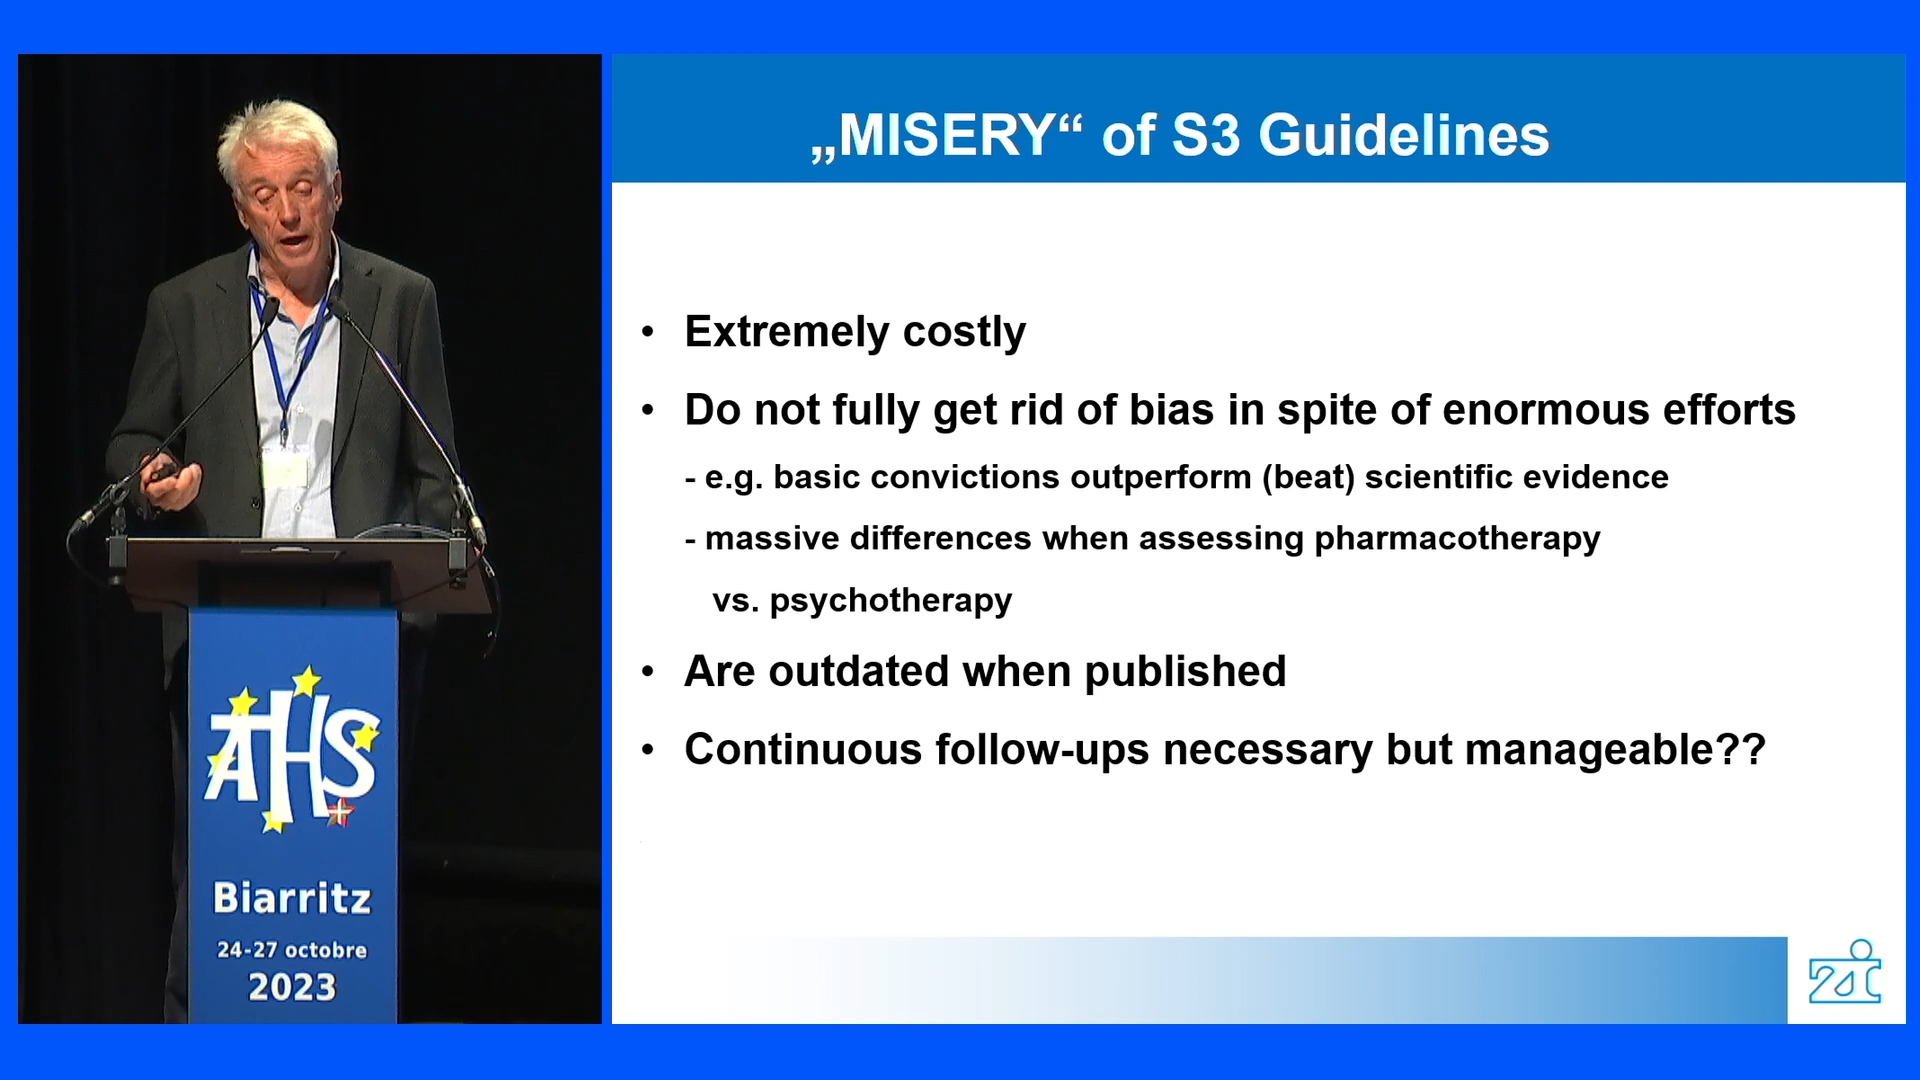 „MISERY“ of S3 Guidelines
• Extremely costly
• Do not fully get rid of bias in spite of enormous efforts
- e.g. basic convictions outperform (beat) scientific evidence
- massive differences when assessing pharmacotherapy
vs. psychotherapy
• Are outdated when published
• Continuous follow-ups necessary but manageable??
zi
ATHS
Biarritz
24-27 octobre
2023